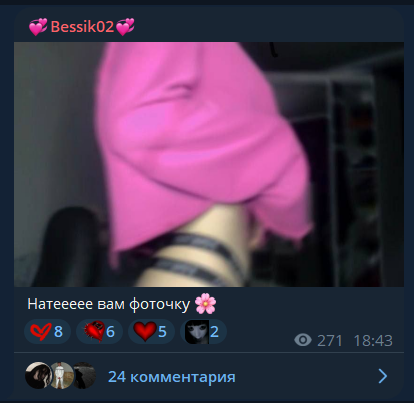 💞Bessik02💞
Натеееее вам фоточку 🌸
8 6 5 2
271 18:43
24 комментария